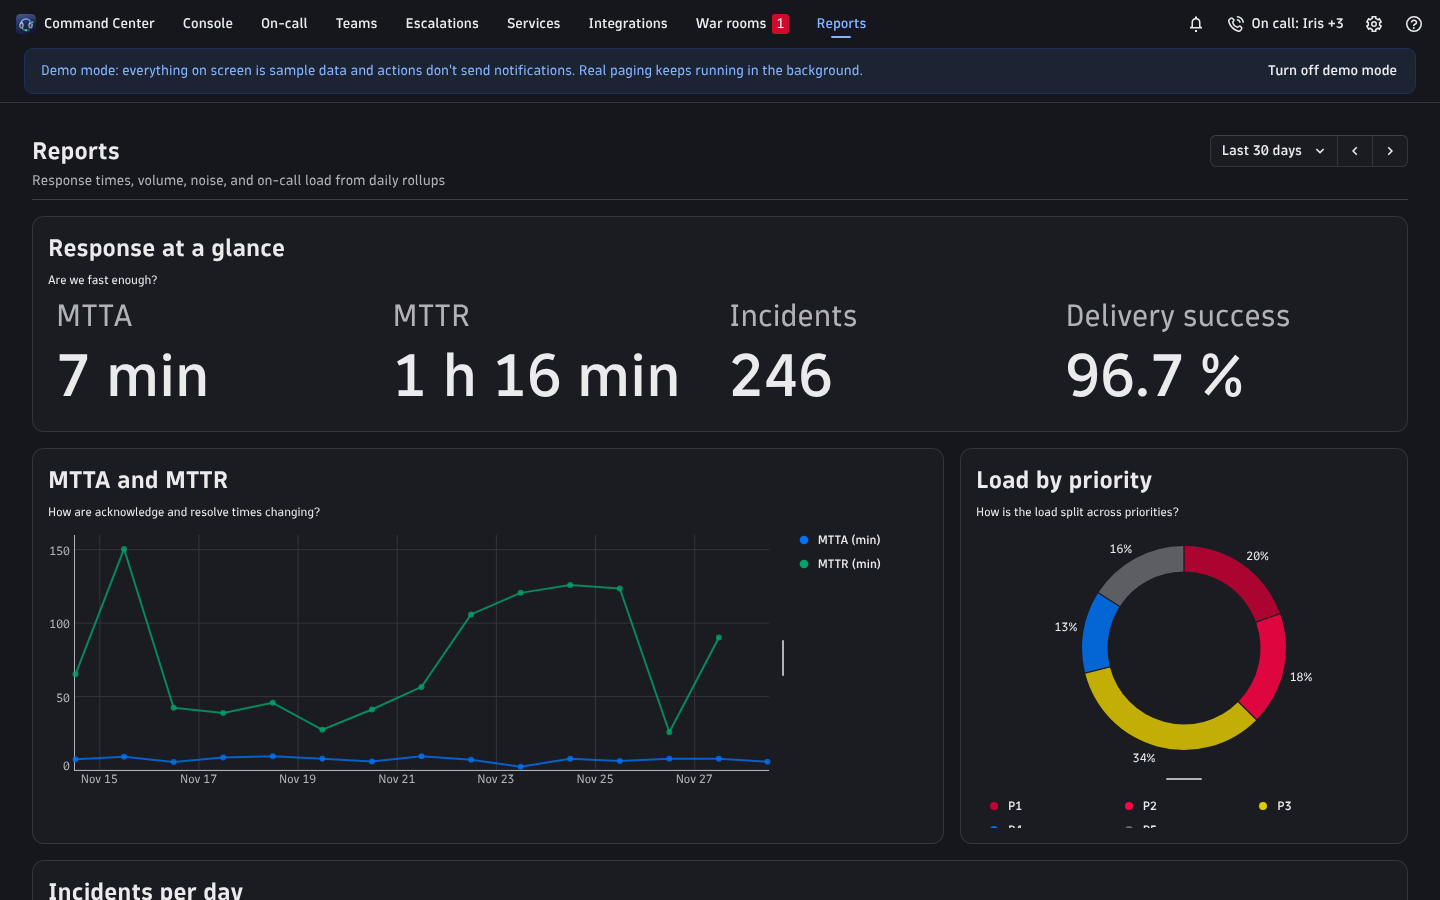 Command Center Console On-call Teams Escalations Services Integrations War rooms 1 Reports On call: Iris +3
Demo mode: everything on screen is sample data and actions don't send notifications. Real paging keeps running in the background. Turn off demo mode
Reports
Last 30 days
Response times, volume, noise, and on-call load from daily rollups
Response at a glance
Are we fast enough?
MTTA MTTR Incidents Delivery success
7 min 1 h 16 min 246 96.7 %
MTTA and MTTR
How are acknowledge and resolve times changing?
150
100
50
0
Nov 15 Nov 17 Nov 19 Nov 21 Nov 23 Nov 25 Nov 27
MTTA (min)
MTTR (min)
Load by priority
How is the load split across priorities?
16% 20%
13%
18%
34%
P1 P2 P3
P4 P5
Incidents per day